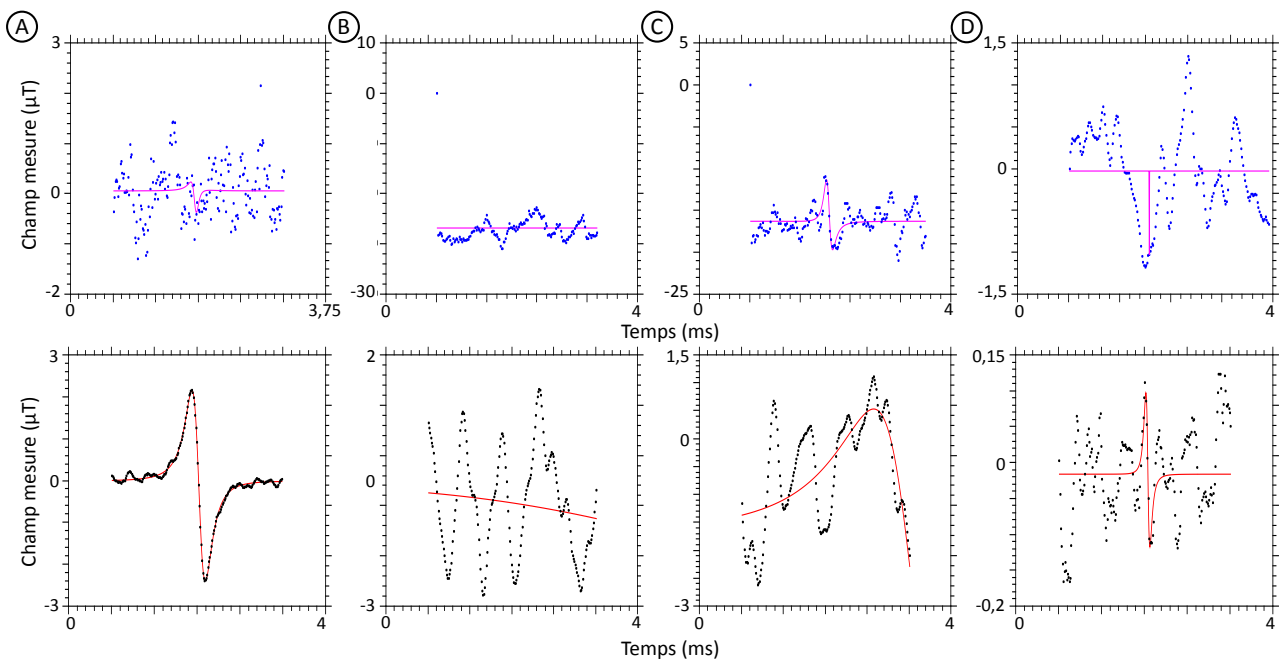 A B C D
3 10 5 1,5
0 0 0 0
-2 -30 -25 -1,5
0 3,75 0 4 0 4 0 4
Champ mesure (µT)
Temps (ms)
3 2 1,5 0,15
0 0 0 0
-3 -3 -3 -0,2
0 4 0 4 0 4 0 4
Champ mesure (µT)
Temps (ms)